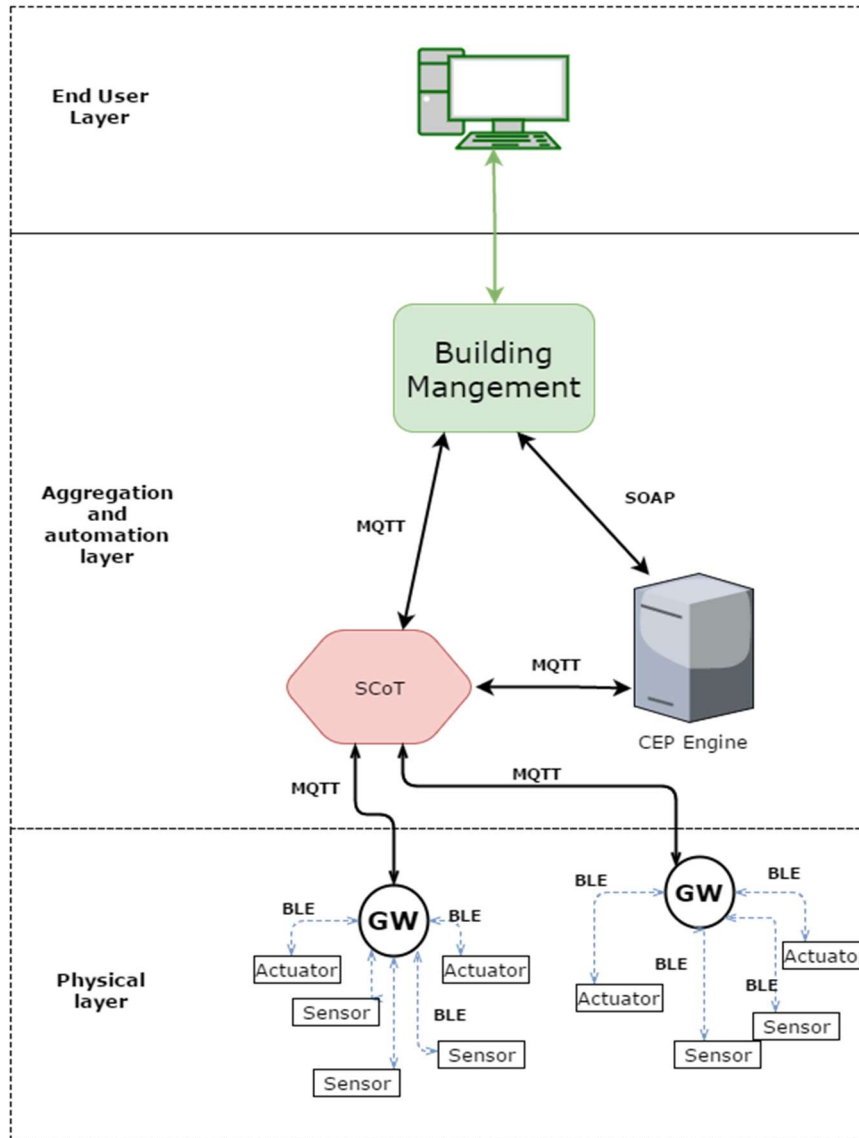 End User
Layer
Building
Mangement
Aggregation
and
automation
layer
SOAP
MQTT
MQTT
SCoT
CEP Engine
MQTT
MQTT
BLE
BLE
GW
BLE
BLE
GW
Actuator
Actuator
Actuator
BLE
BLE
Physical
layer
Actuator
Sensor
BLE
Sensor
Sensor
Sensor
Sensor